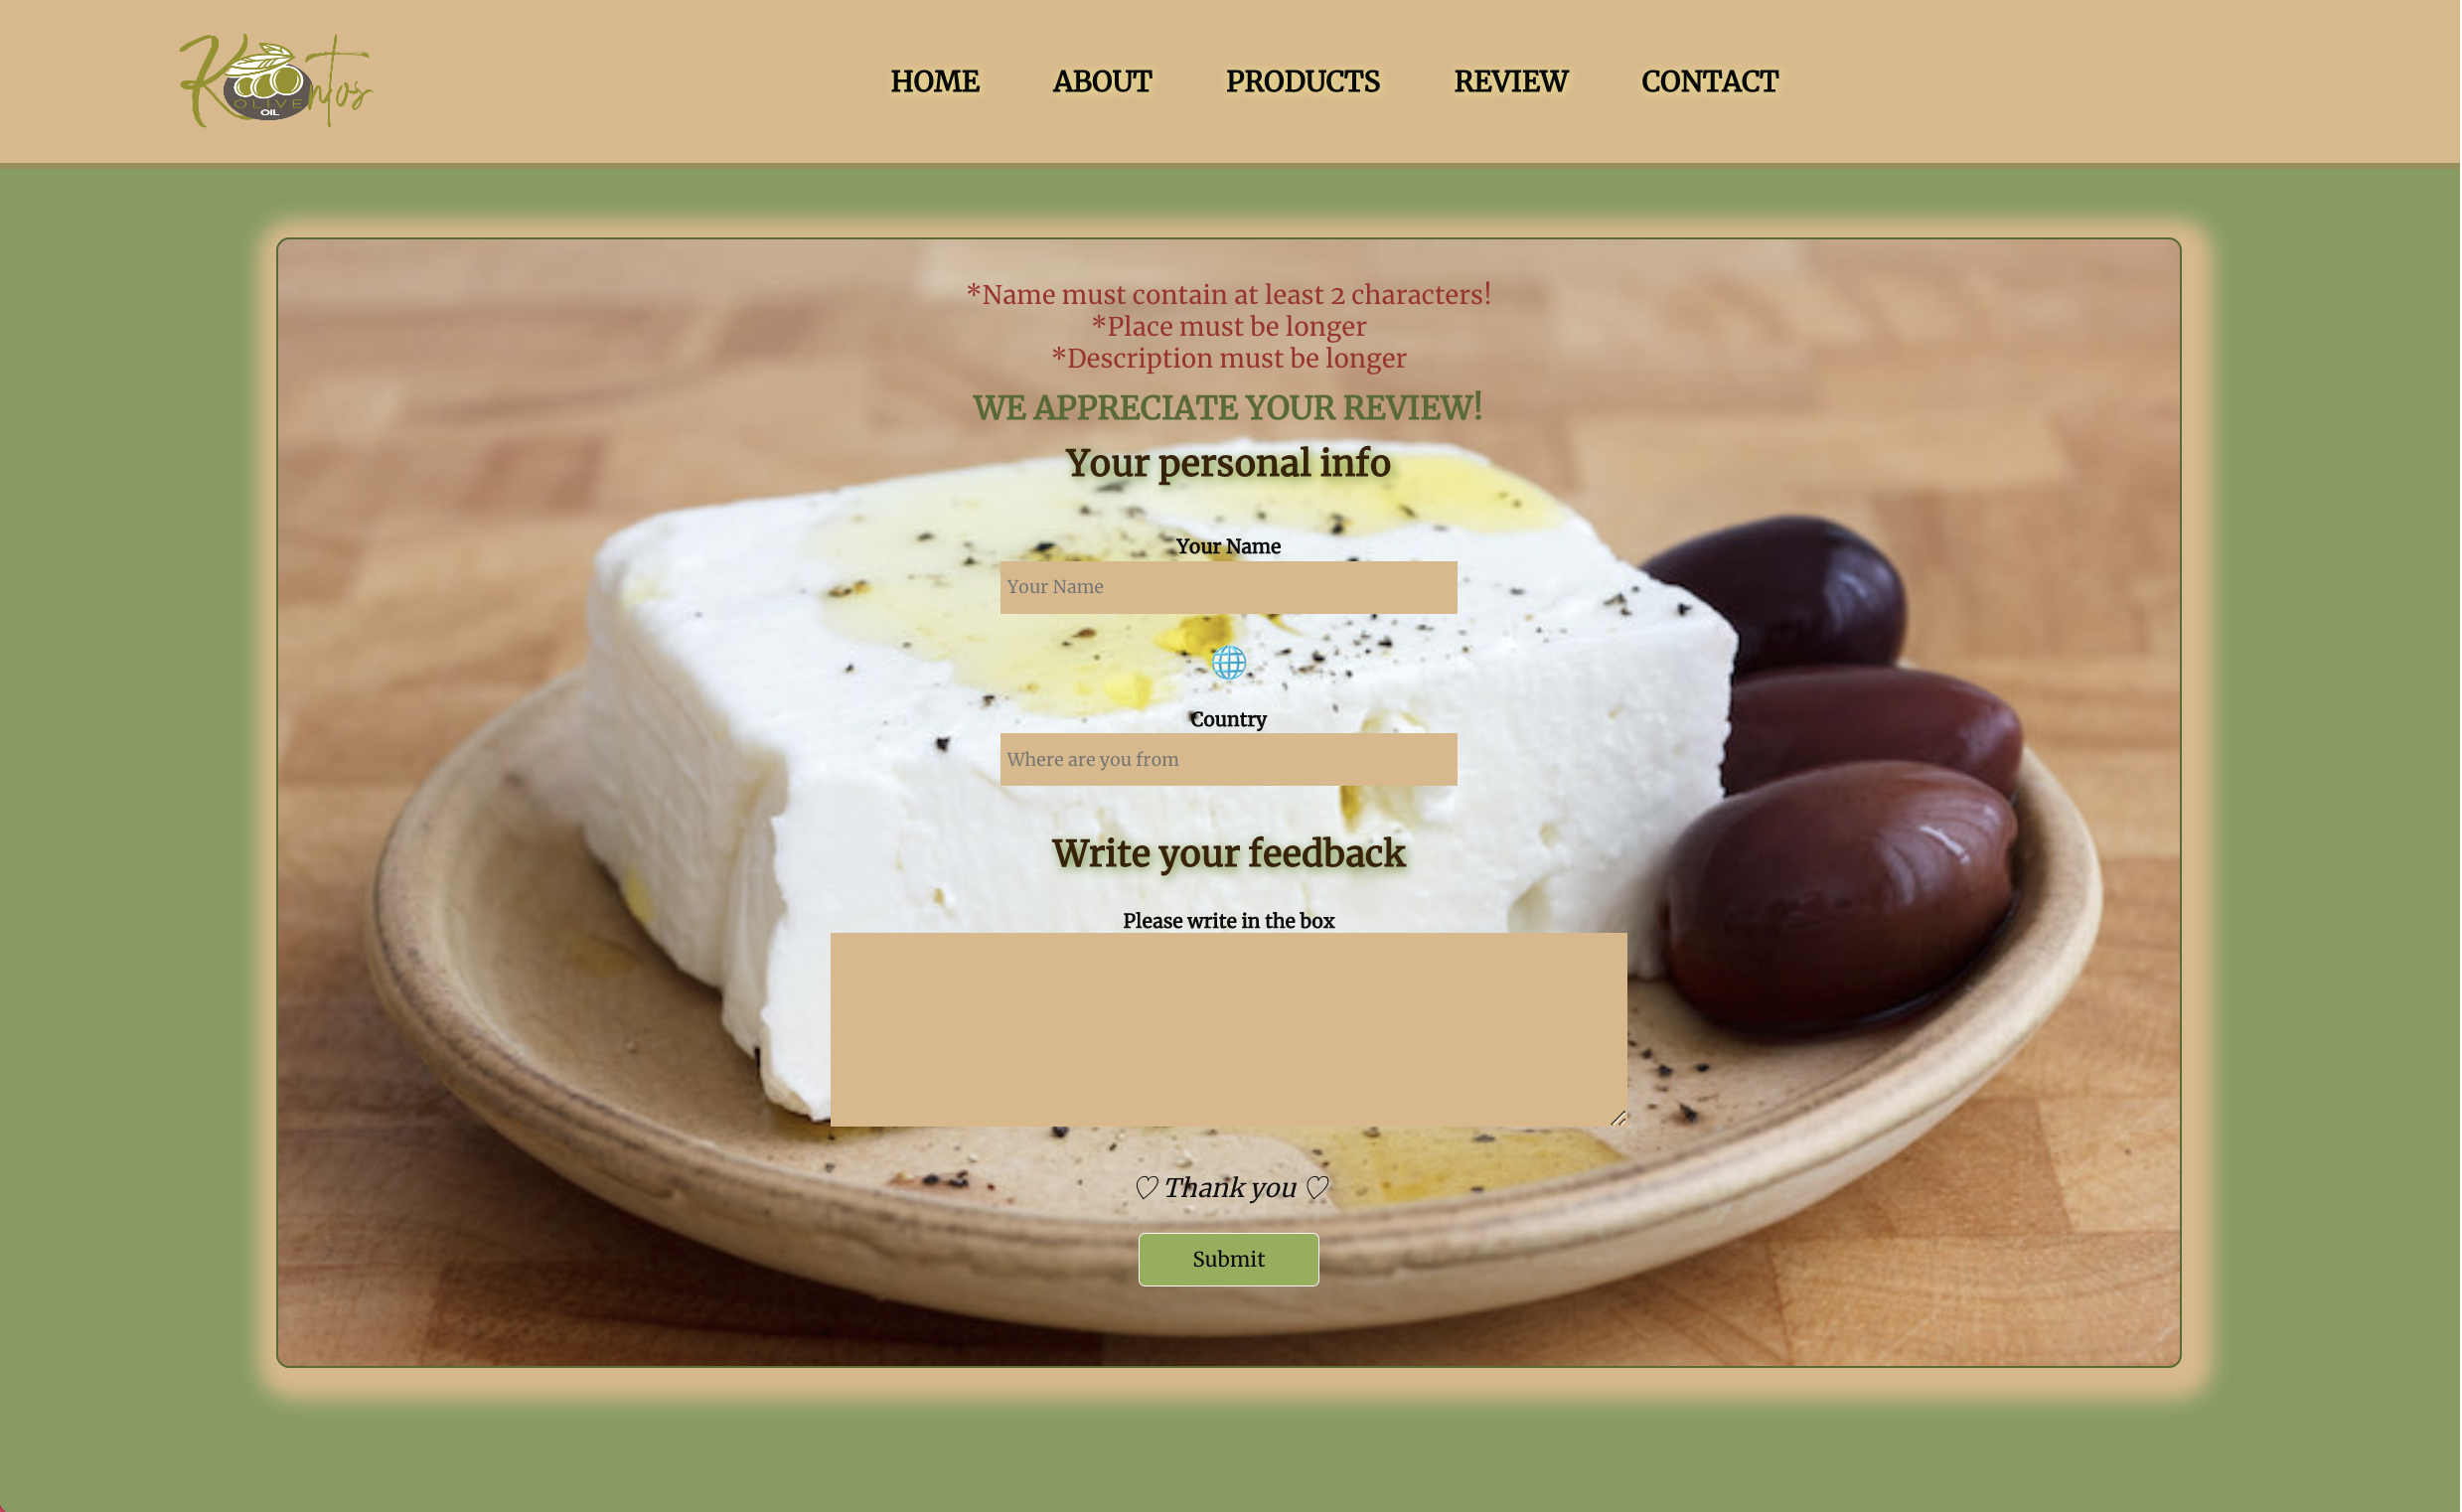 Kontos
OLIVE
OIL
HOME ABOUT PRODUCTS REVIEW CONTACT
*Name must contain at least 2 characters!
*Place must be longer
*Description must be longer
WE APPRECIATE YOUR REVIEW!
Your personal info
Your Name
Your Name
Country
Where are you from
Write your feedback
Please write in the box
♡ Thank you ♡
Submit